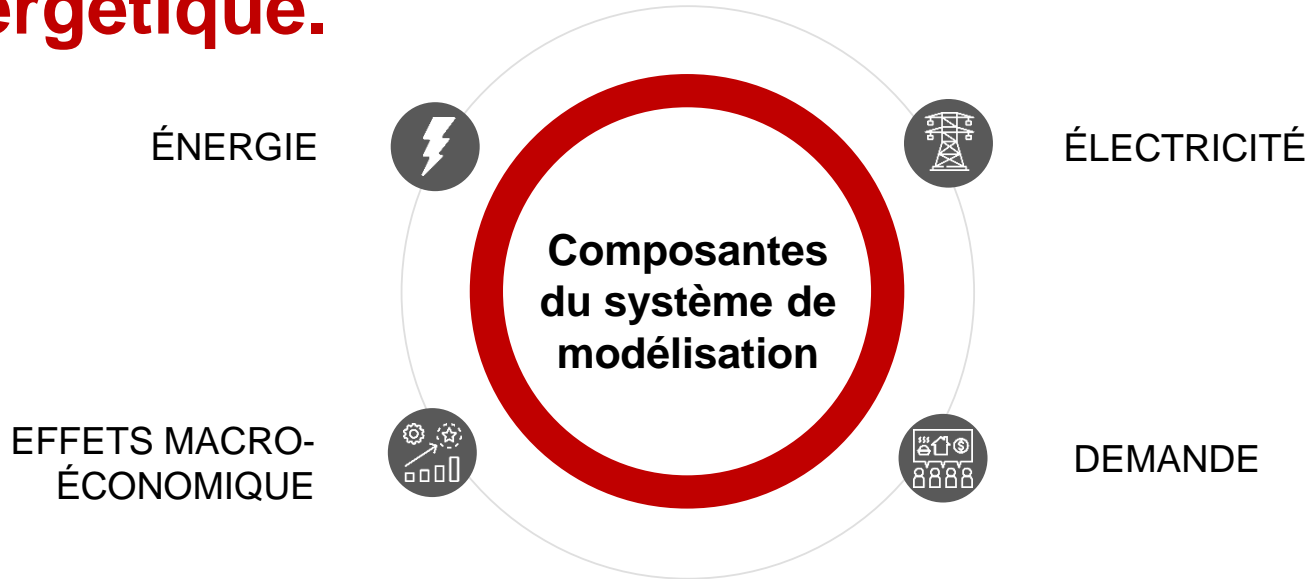 ergétique.
ÉNERGIE
ÉLECTRICITÉ
Composantes
du système de
modélisation
EFFETS MACRO-
ÉCONOMIQUE
DEMANDE